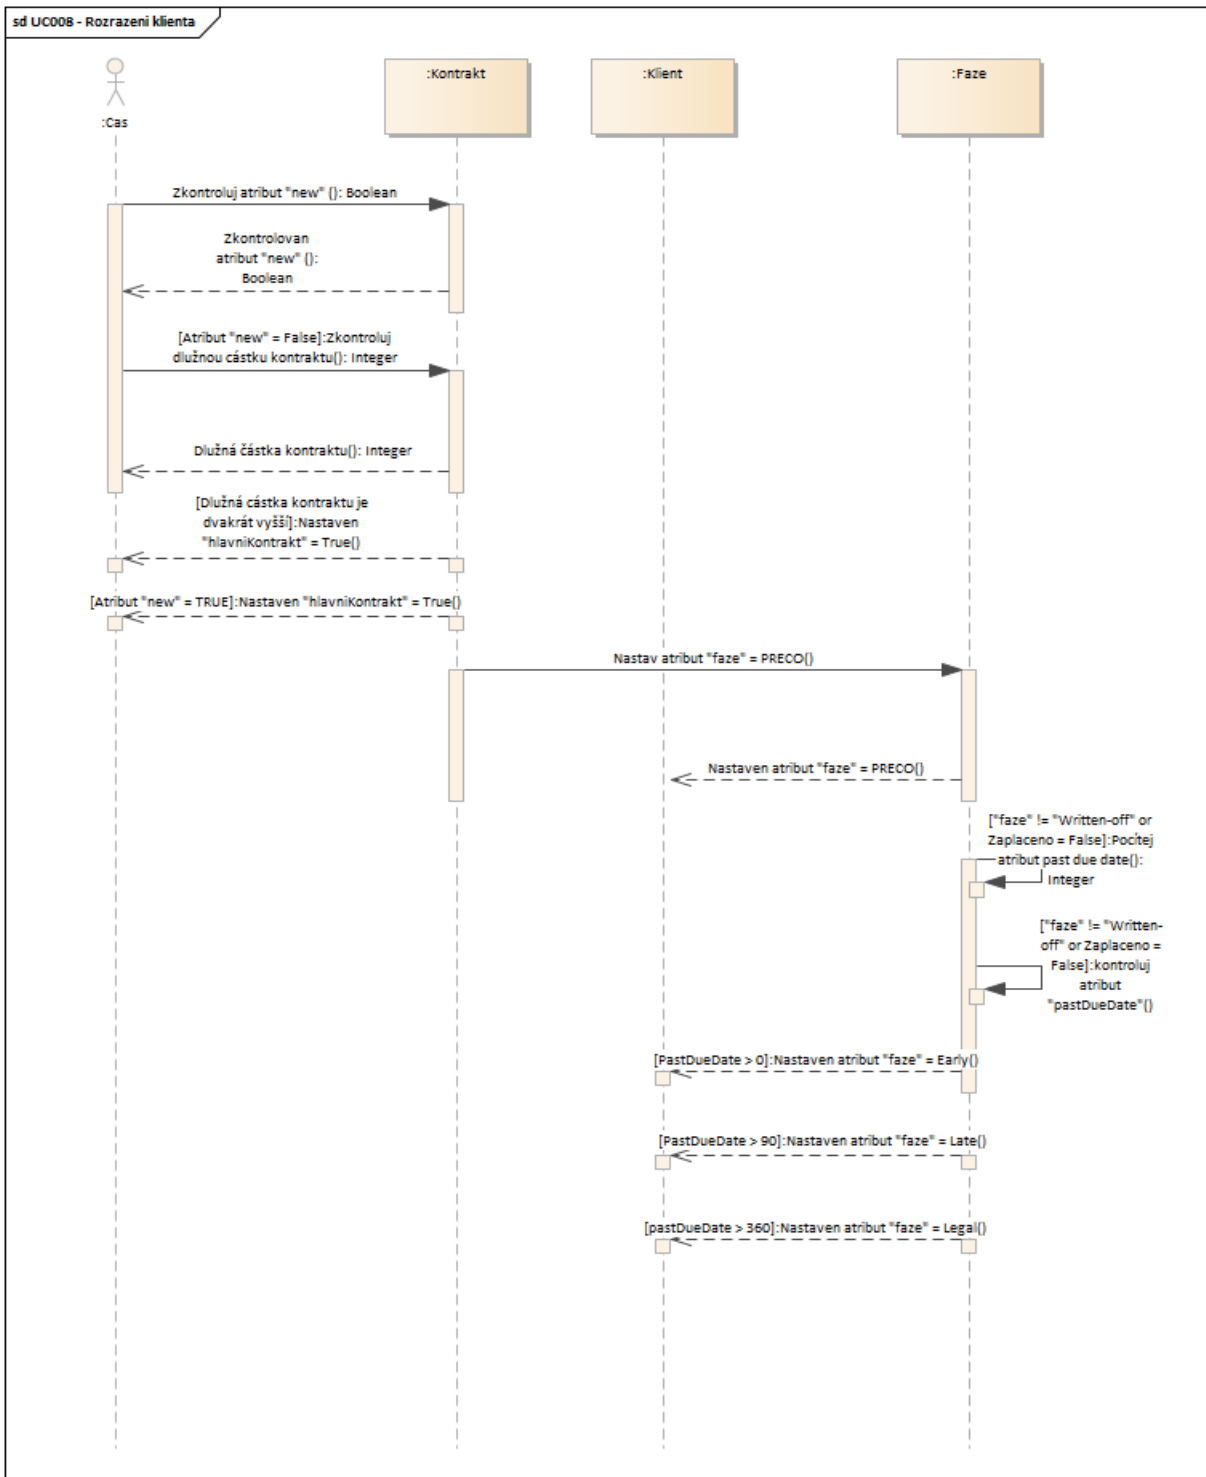 sd UC008 - Rozrazeni klienta
:Cas
:Kontrakt
:Klient
:Faze
Zkontroluj atribut "new" (): Boolean
Zkontrolovan
atribut "new" ():
Boolean
[Atribut "new" = False]:Zkontroluj
dlužnou cástku kontraktu(): Integer
Dlužná částka kontraktu(): Integer
[Dlužná cástka kontraktu je
dvakrát vyšší]:Nastaven
"hlavniKontrakt" = True()
[Atribut "new" = TRUE]:Nastaven "hlavniKontrakt" = True()
Nastav atribut "faze" = PRECO()
Nastaven atribut "faze" = PRECO()
["faze" != "Written-off" or
Zaplaceno = False]:Pocítej
atribut past due date():
Integer
["faze" != "Written-
off" or Zaplaceno =
False]:kontroluj
atribut
"pastDueDate"()
[PastDueDate > 0]:Nastaven atribut "faze" = Early()
[PastDueDate > 90]:Nastaven atribut "faze" = Late()
[pastDueDate > 360]:Nastaven atribut "faze" = Legal()